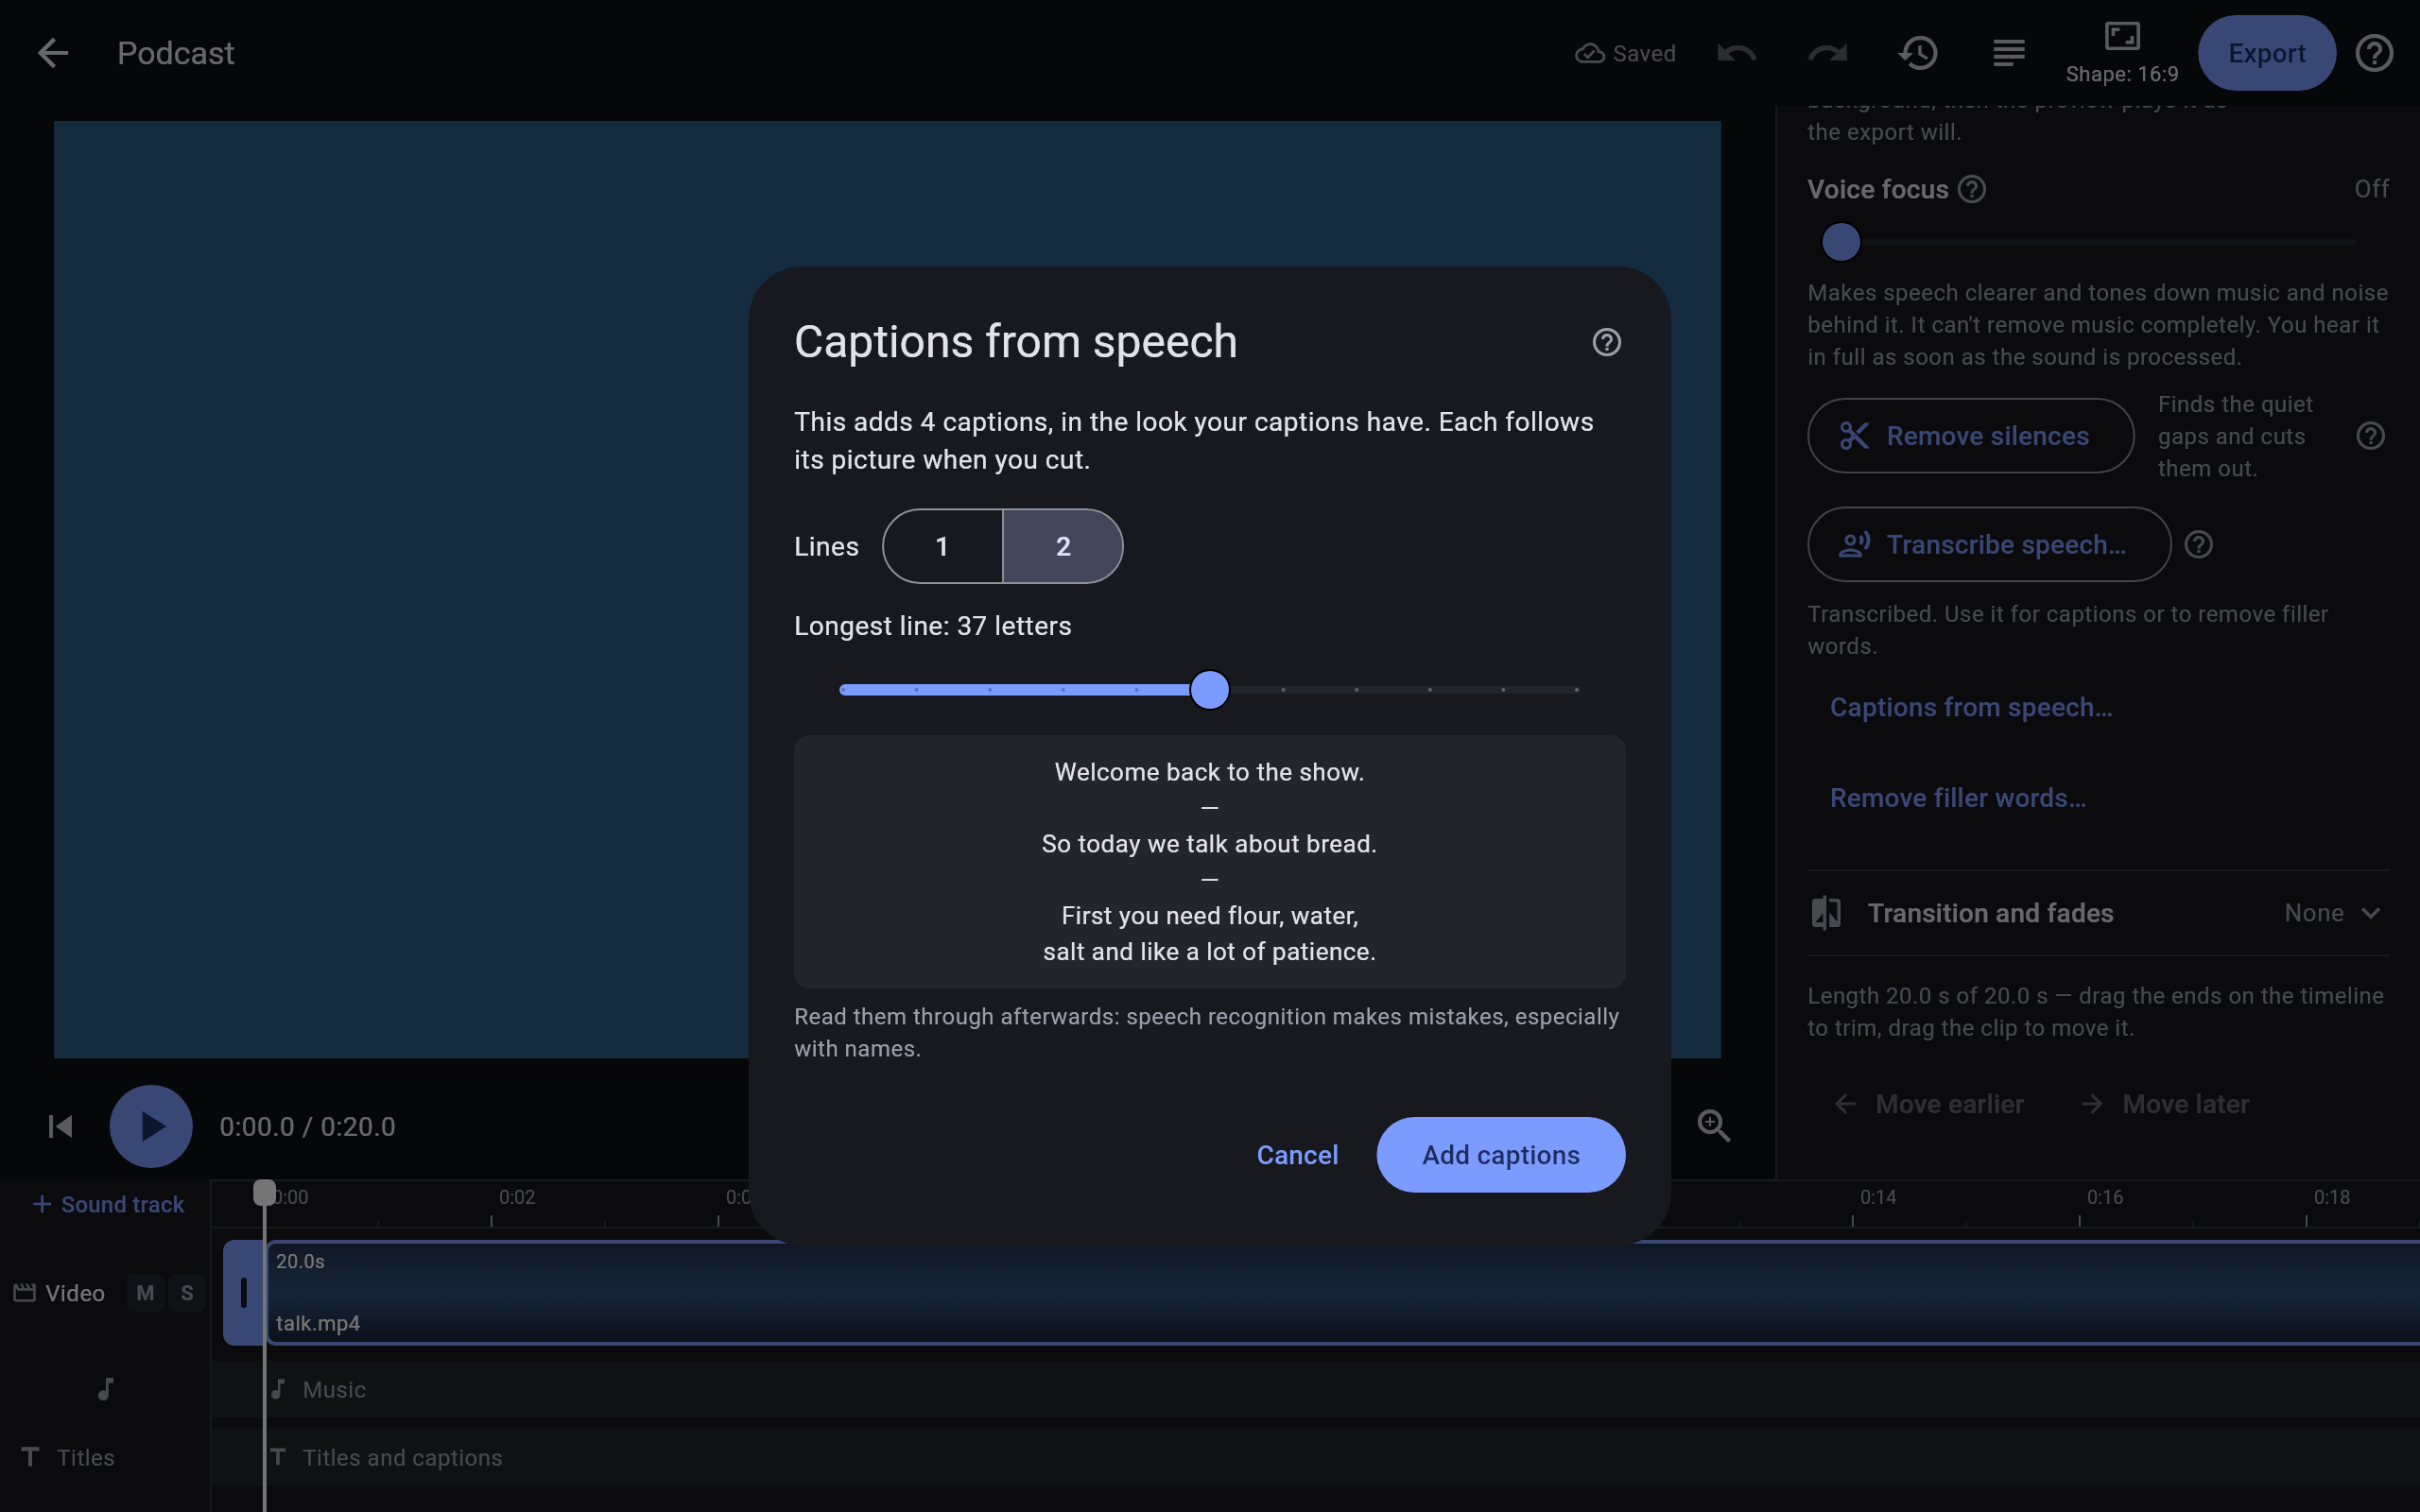 Podcast
Saved
Shape: 16:9
Export
the export will.
Voice focus
Off
Makes speech clearer and tones down music and noise
behind it. It can't remove music completely. You hear it
in full as soon as the sound is processed.
Remove silences
Finds the quiet
gaps and cuts
them out.
Transcribe speech...
Transcribed. Use it for captions or to remove filler
words.
Captions from speech...
Remove filler words...
Transition and fades
None
Length 20.0 s of 20.0 s — drag the ends on the timeline
to trim, drag the clip to move it.
Move earlier
Move later
Captions from speech
This adds 4 captions, in the look your captions have. Each follows
its picture when you cut.
Lines
1
2
Longest line: 37 letters
Welcome back to the show.
—
So today we talk about bread.
—
First you need flour, water,
salt and like a lot of patience.
Read them through afterwards: speech recognition makes mistakes, especially
with names.
Cancel
Add captions
0:00.0 / 0:20.0
+ Sound track
0:00
0:02
0:14
0:16
0:18
Video
M
S
20.0s
talk.mp4
Music
Titles
Titles and captions